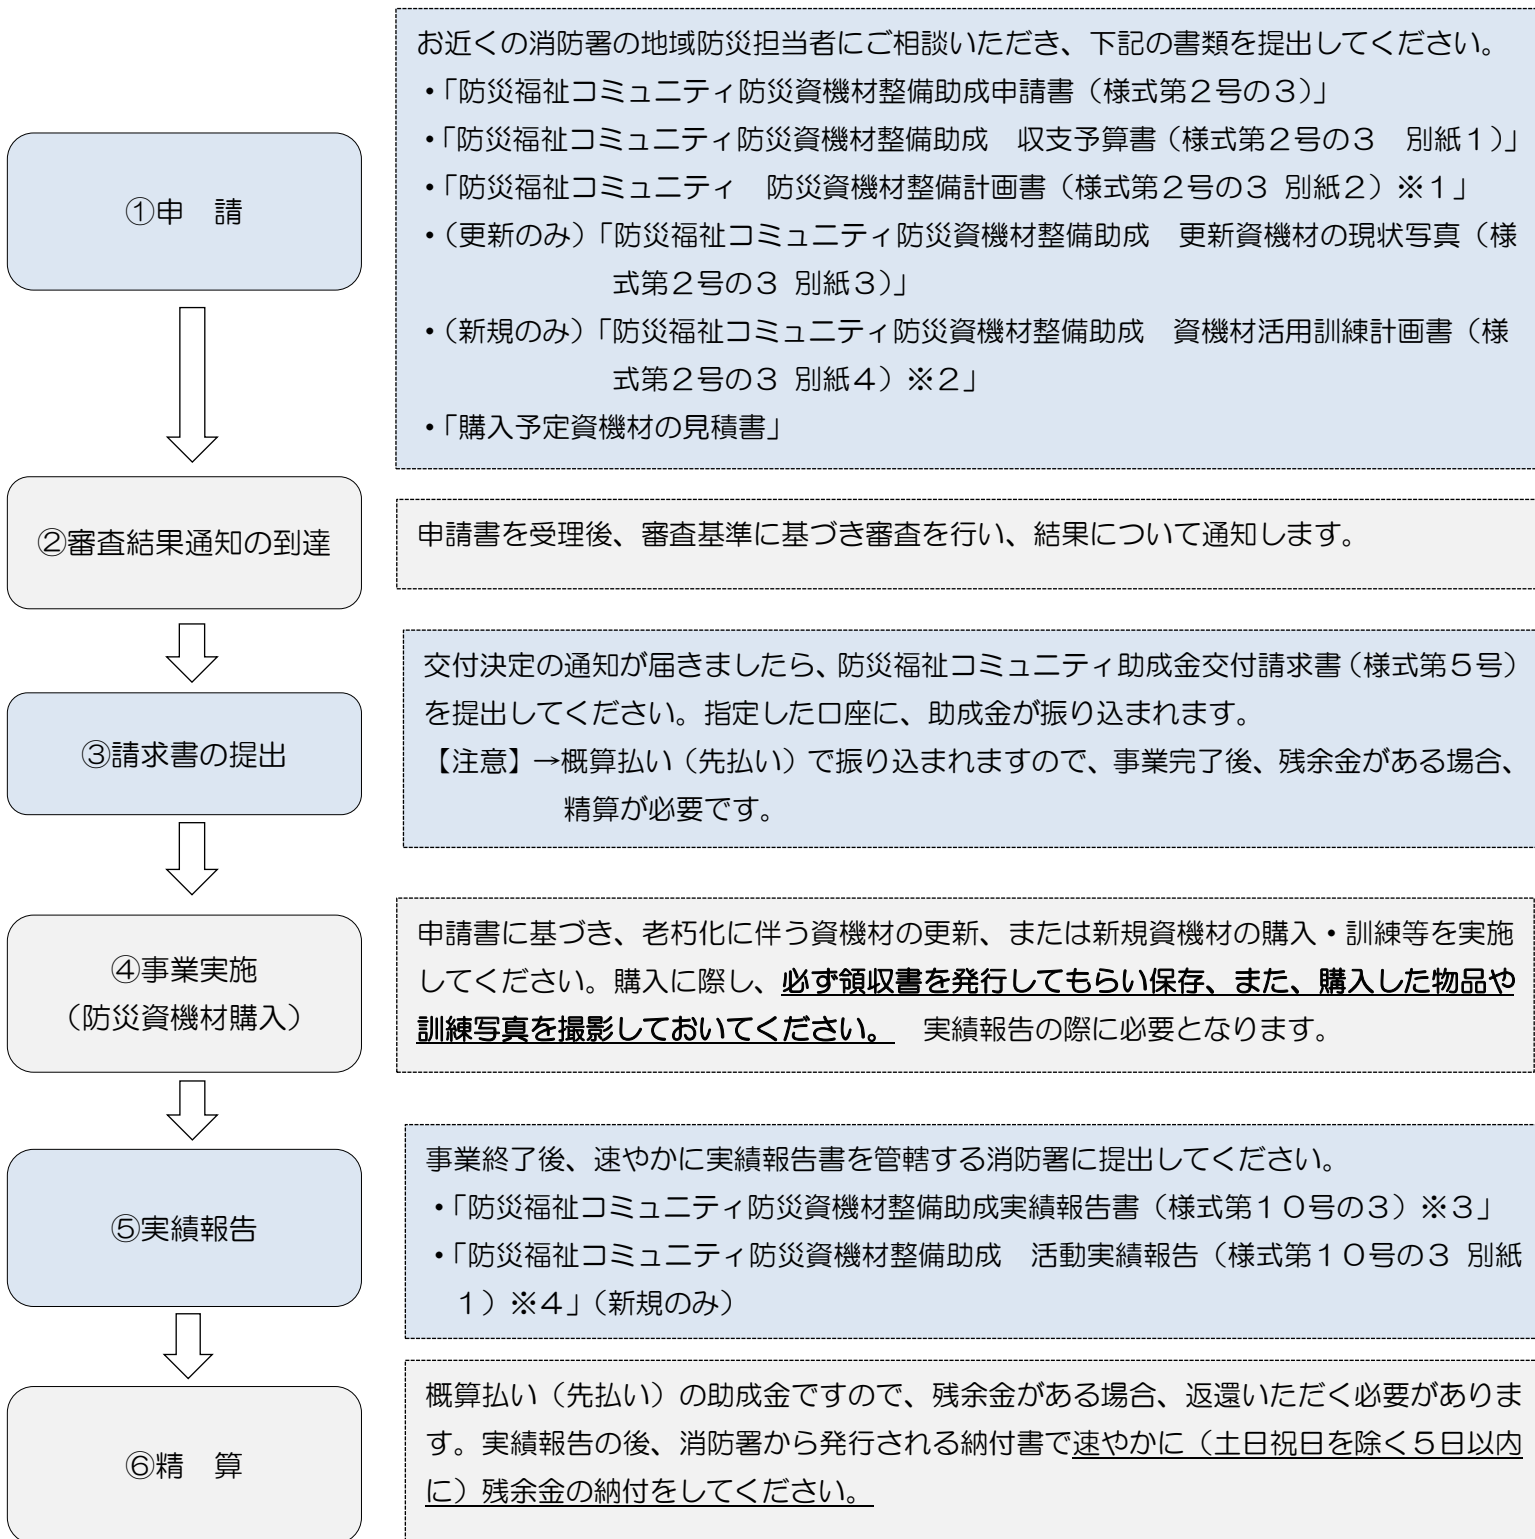 お近くの消防署の地域防災担当者にご相談いただき、下記の書類を提出してください。
・「防災福祉コミュニティ防災資機材整備助成申請書（様式第２号の３）」
・「防災福祉コミュニティ防災資機材整備助成　収支予算書（様式第２号の３　別紙１）」
・「防災福祉コミュニティ　防災資機材整備計画書（様式第２号の３ 別紙２）※１」
・（更新のみ）「防災福祉コミュニティ防災資機材整備助成　更新資機材の現状写真（様
式第２号の３ 別紙３）」
・（新規のみ）「防災福祉コミュニティ防災資機材整備助成　資機材活用訓練計画書（様
式第２号の３ 別紙４）※２」
・「購入予定資機材の見積書」
①申　請
②審査結果通知の到達
申請書を受理後、審査基準に基づき審査を行い、結果について通知します。
③請求書の提出
交付決定の通知が届きましたら、防災福祉コミュニティ助成金交付請求書（様式第５号）
を提出してください。指定した口座に、助成金が振り込まれます。
【注意】→概算払い（先払い）で振り込まれますので、事業完了後、残余金がある場合、
精算が必要です。
④事業実施
（防災資機材購入）
申請書に基づき、老朽化に伴う資機材の更新、または新規資機材の購入・訓練等を実施
してください。購入に際し、必ず領収書を発行してもらい保存、また、購入した物品や
訓練写真を撮影しておいてください。　実績報告の際に必要となります。
⑤実績報告
事業終了後、速やかに実績報告書を管轄する消防署に提出してください。
・「防災福祉コミュニティ防災資機材整備助成実績報告書（様式第１０号の３）※３」
・「防災福祉コミュニティ防災資機材整備助成　活動実績報告（様式第１０号の３ 別紙
１）※４」（新規のみ）
⑥精　算
概算払い（先払い）の助成金ですので、残余金がある場合、返還いただく必要がありま
す。実績報告の後、消防署から発行される納付書で速やかに（土日祝日を除く５日以内
に）残余金の納付をしてください。